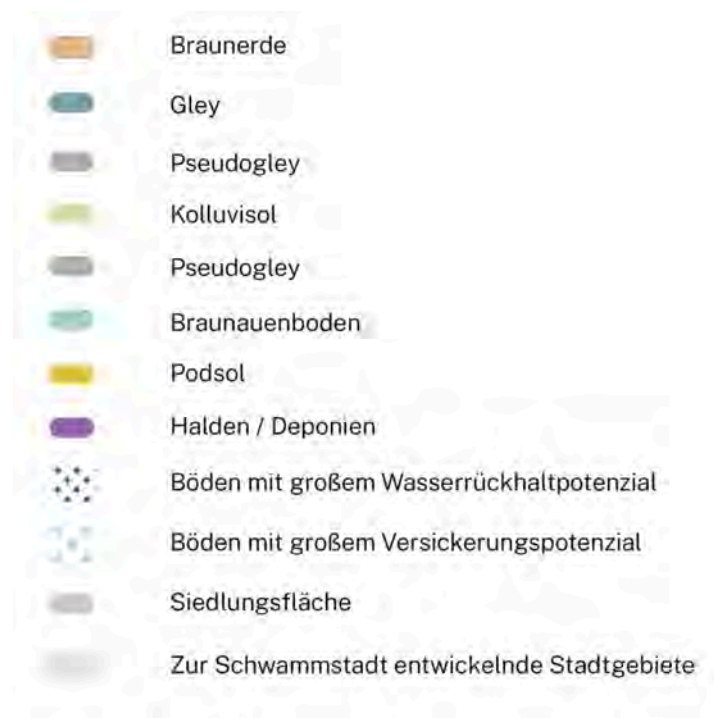 Braunerde
Gley
Pseudogley
Kolluvisol
Pseudogley
Braunauenboden
Podsol
Halden / Deponien
Böden mit großem Wasserrückhaltpotenzial
Böden mit großem Versickerungspotenzial
Siedlungsfläche
Zur Schwammstadt entwickelnde Stadtgebiete